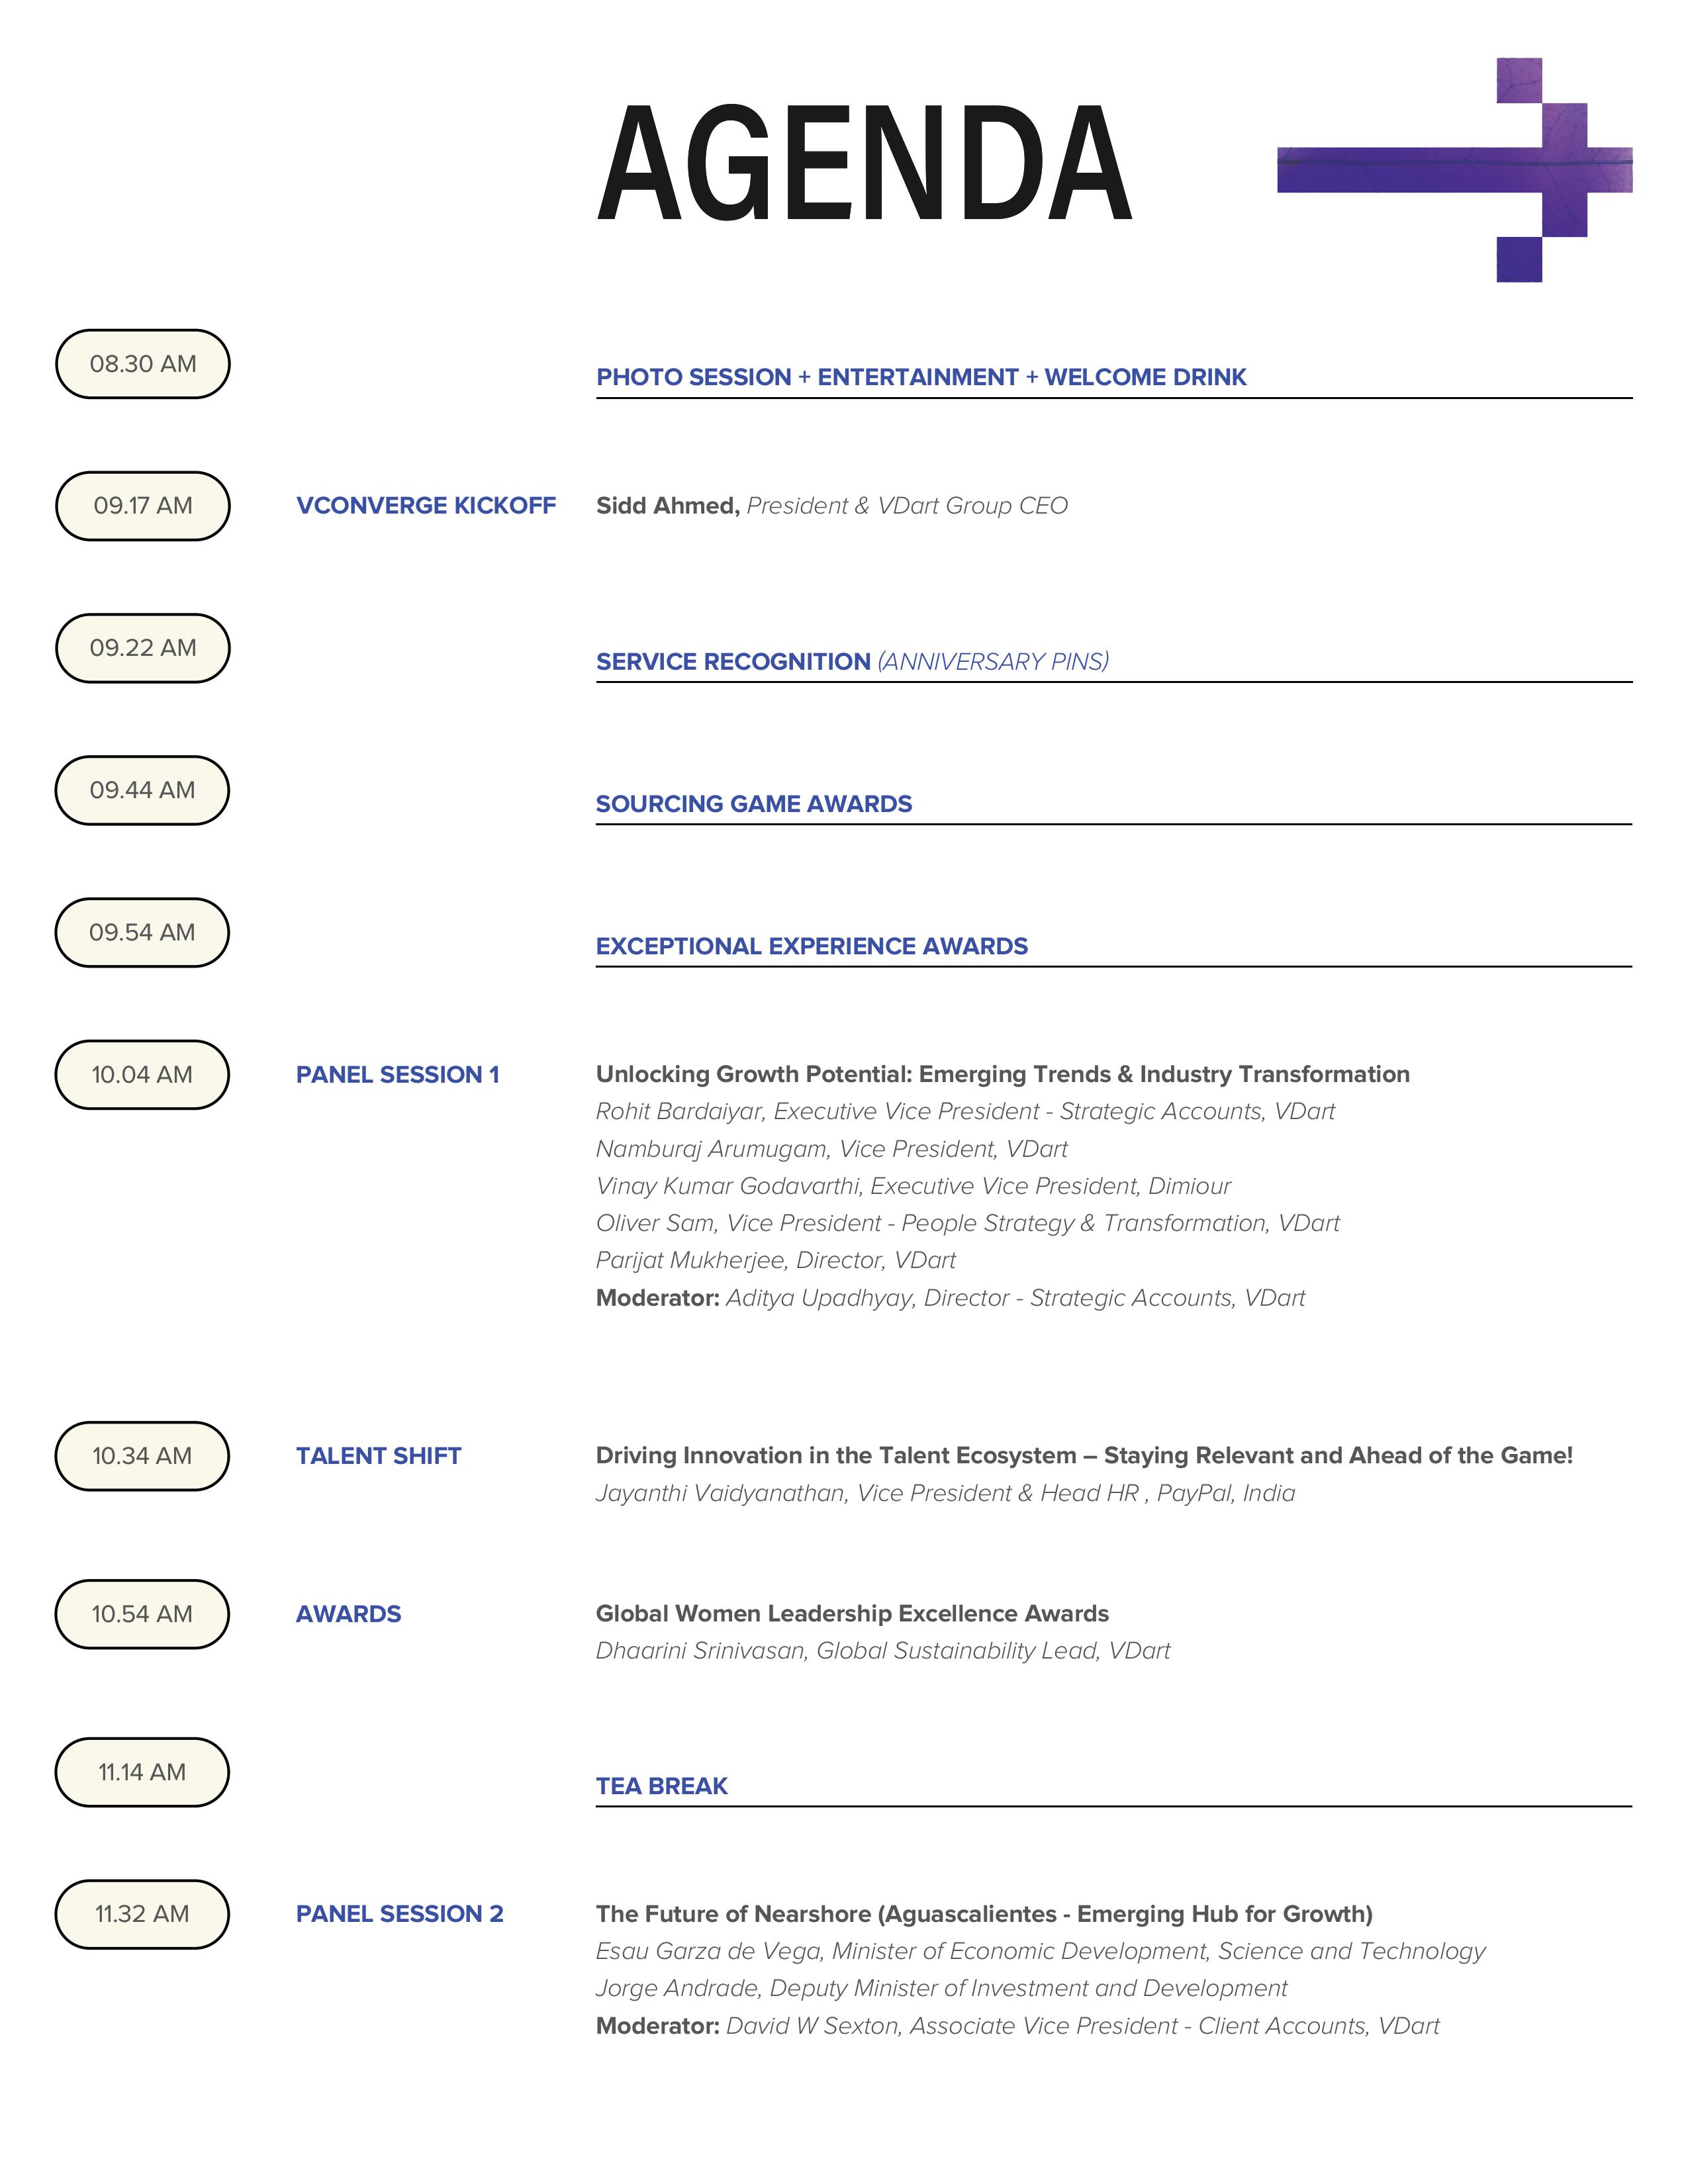 AGENDA
08.30 AM
PHOTO SESSION + ENTERTAINMENT + WELCOME DRINK
09.17 AM VCONVERGE KICKOFF Sidd Ahmed, President & VDart Group CEO
09.22 AM
SERVICE RECOGNITION (ANNIVERSARY PINS)
09.44 AM
SOURCING GAME AWARDS
09.54 AM
EXCEPTIONAL EXPERIENCE AWARDS
10.04 AM PANEL SESSION 1 Unlocking Growth Potential: Emerging Trends & Industry Transformation
Rohit Bardaiyar, Executive Vice President - Strategic Accounts, VDart
Namburaj Arumugam, Vice President, VDart
Vinay Kumar Godavarthi, Executive Vice President, Dimiour
Oliver Sam, Vice President - People Strategy & Transformation, VDart
Parijat Mukherjee, Director, VDart
Moderator: Aditya Upadhyay, Director - Strategic Accounts, VDart
10.34 AM TALENT SHIFT Driving Innovation in the Talent Ecosystem – Staying Relevant and Ahead of the Game!
Jayanthi Vaidyanathan, Vice President & Head HR , PayPal, India
10.54 AM AWARDS Global Women Leadership Excellence Awards
Dhaarini Srinivasan, Global Sustainability Lead, VDart
11.14 AM
TEA BREAK
11.32 AM PANEL SESSION 2 The Future of Nearshore (Aguascalientes - Emerging Hub for Growth)
Esau Garza de Vega, Minister of Economic Development, Science and Technology
Jorge Andrade, Deputy Minister of Investment and Development
Moderator: David W Sexton, Associate Vice President - Client Accounts, VDart